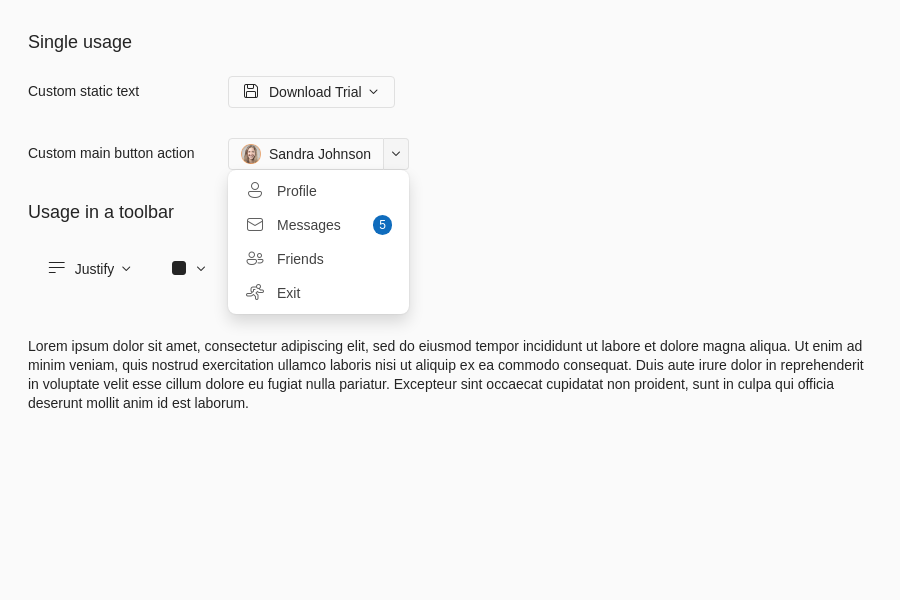 Single usage
Custom static text
Download Trial
Custom main button action
Sandra Johnson
Profile
Usage in a toolbar
Messages 5
Friends
Justify
Exit
Lorem ipsum dolor sit amet, consectetur adipiscing elit, sed do eiusmod tempor incididunt ut labore et dolore magna aliqua. Ut enim ad
minim veniam, quis nostrud exercitation ullamco laboris nisi ut aliquip ex ea commodo consequat. Duis aute irure dolor in reprehenderit
in voluptate velit esse cillum dolore eu fugiat nulla pariatur. Excepteur sint occaecat cupidatat non proident, sunt in culpa qui officia
deserunt mollit anim id est laborum.